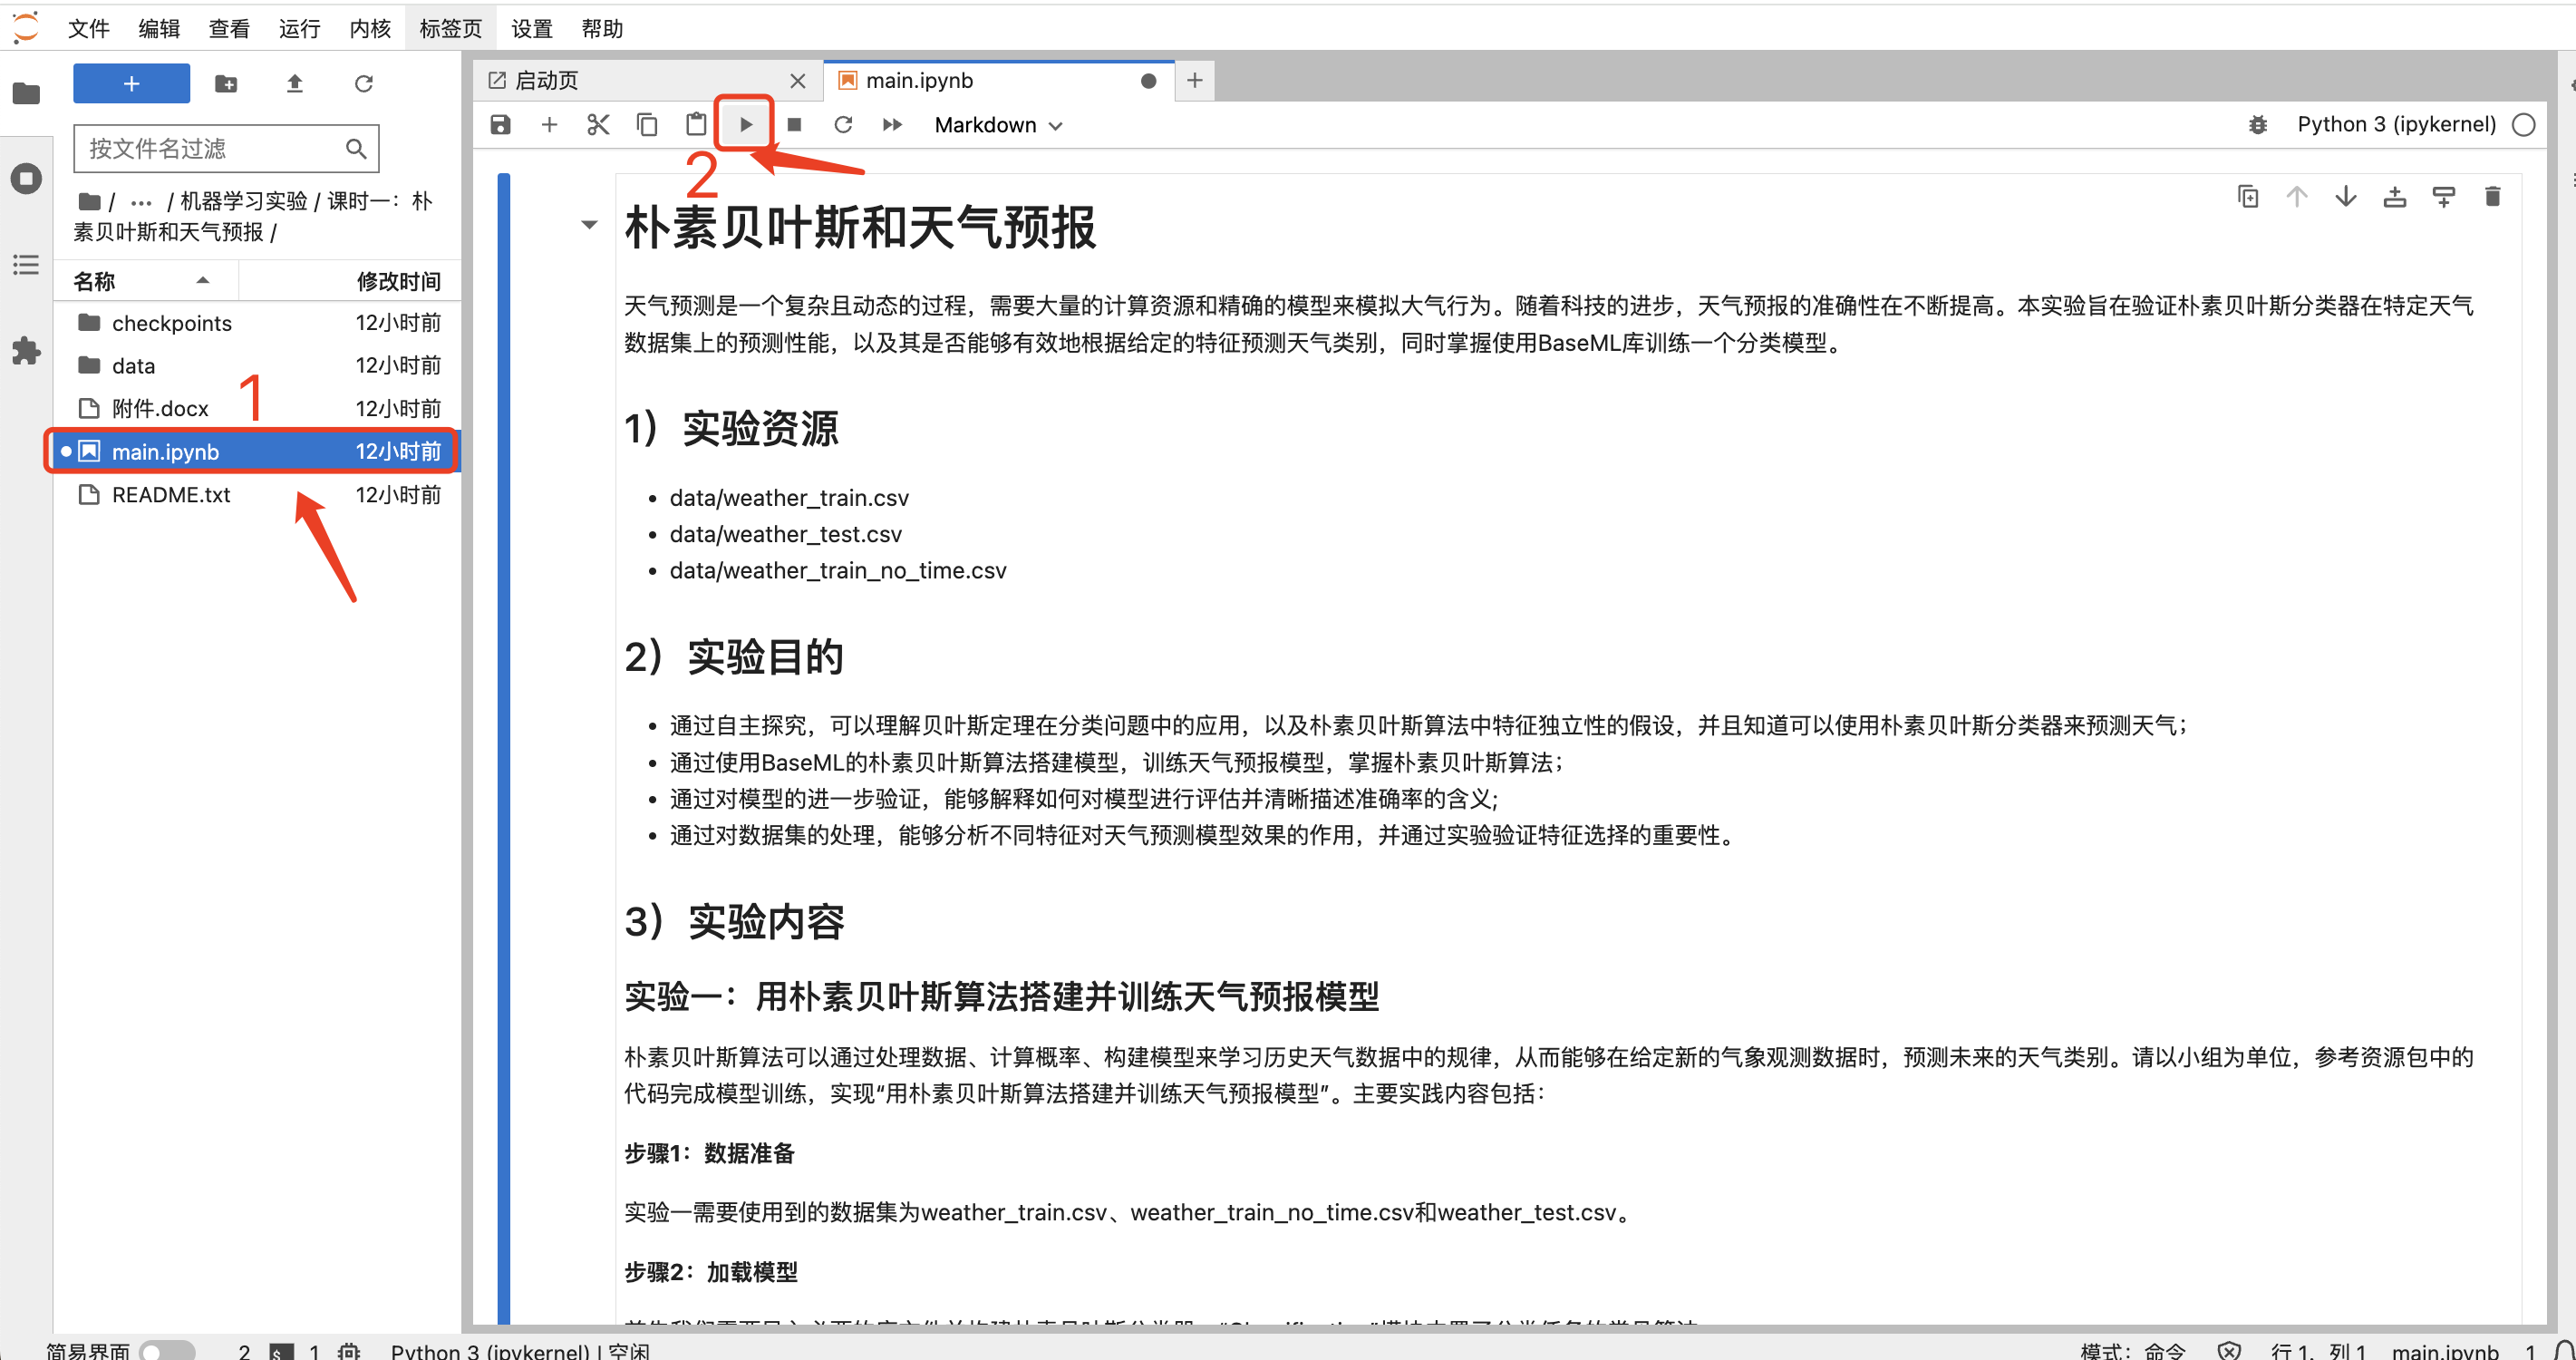 文件 编辑 查看 运行 内核 标签页 设置 帮助
按文件名过滤
/ ··· / 机器学习实验 / 课时一：朴
素贝叶斯和天气预报 /
名称 修改时间
checkpoints 12小时前
data 12小时前
附件.docx 12小时前
1
main.ipynb 12小时前
README.txt 12小时前
启动页 main.ipynb
Markdown Python 3 (ipykernel)
2
朴素贝叶斯和天气预报
天气预测是一个复杂且动态的过程，需要大量的计算资源和精确的模型来模拟大气行为。随着科技的进步，天气预报的准确性在不断提高。本实验旨在验证朴素贝叶斯分类器在特定天气
数据集上的预测性能，以及其是否能够有效地根据给定的特征预测天气类别，同时掌握使用BaseML库训练一个分类模型。
1）实验资源
• data/weather_train.csv
• data/weather_test.csv
• data/weather_train_no_time.csv
2）实验目的
• 通过自主探究，可以理解贝叶斯定理在分类问题中的应用，以及朴素贝叶斯算法中特征独立性的假设，并且知道可以使用朴素贝叶斯分类器来预测天气；
• 通过使用BaseML的朴素贝叶斯算法搭建模型，训练天气预报模型，掌握朴素贝叶斯算法；
• 通过对模型的进一步验证，能够解释如何对模型进行评估并清晰描述准确率的含义;
• 通过对数据集的处理，能够分析不同特征对天气预测模型效果的作用，并通过实验验证特征选择的重要性。
3）实验内容
实验一：用朴素贝叶斯算法搭建并训练天气预报模型
朴素贝叶斯算法可以通过处理数据、计算概率、构建模型来学习历史天气数据中的规律，从而能够在给定新的气象观测数据时，预测未来的天气类别。请以小组为单位，参考资源包中的
代码完成模型训练，实现“用朴素贝叶斯算法搭建并训练天气预报模型”。主要实践内容包括：
步骤1：数据准备
实验一需要使用到的数据集为weather_train.csv、weather_train_no_time.csv和weather_test.csv。
步骤2：加载模型
简易界面 2 $_ 1 Python 3 (ipykernel) | 空闲 模式：命令 行 1，列 1 main.ipynb 1